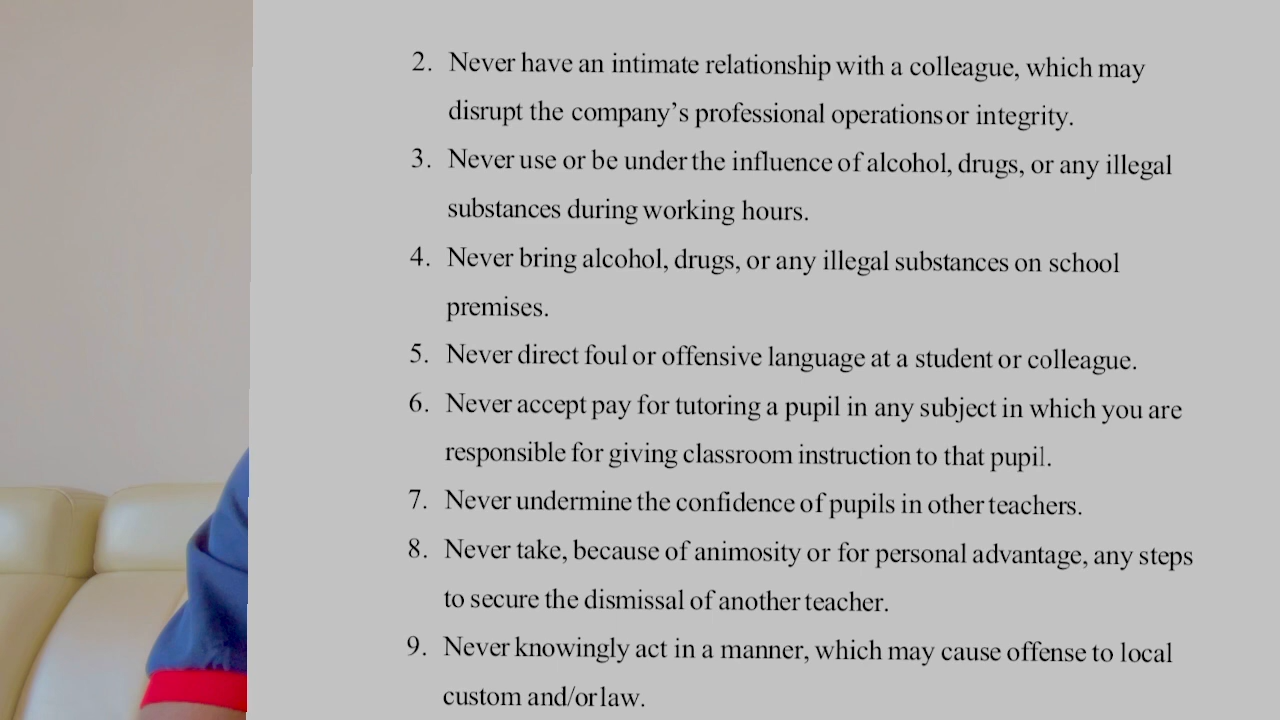 2. Never have an intimate relationship with a colleague, which may
disrupt the company's professional operations or integrity.
3. Never use or be under the influence of alcohol, drugs, or any illegal
substances during working hours.
4. Never bring alcohol, drugs, or any illegal substances on school
premises.
5. Never direct foul or offensive language at a student or colleague.
6. Never accept pay for tutoring a pupil in any subject in which you are
responsible for giving classroom instruction to that pupil.
7. Never undermine the confidence of pupils in other teachers.
8. Never take, because of animosity or for personal advantage, any steps
to secure the dismissal of another teacher.
9. Never knowingly act in a manner, which may cause offense to local
custom and/or law.